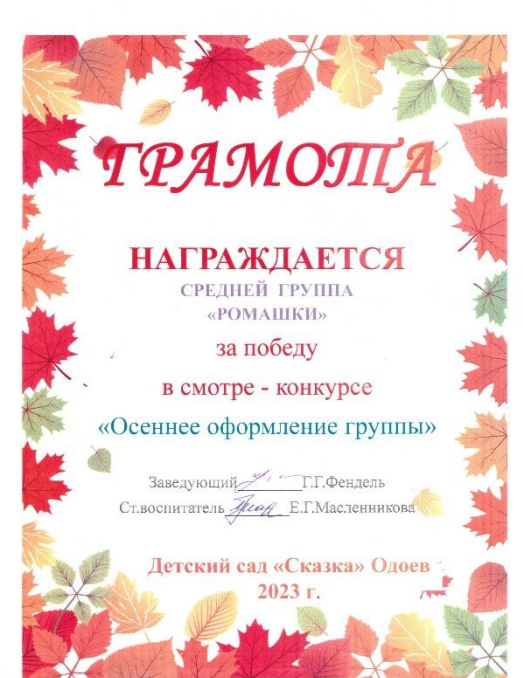 ГРАМОТА
НАГРАЖДАЕТСЯ
СРЕДНЕЙ ГРУППА
«РОМАШКИ»
за победу
в смотре - конкурсе
«Осеннее оформление группы»
Заведующий Г.Г.Фендель
Ст.воспитатель Е.Г.Масленникова
Детский сад «Сказка» Одоев
2023 г.